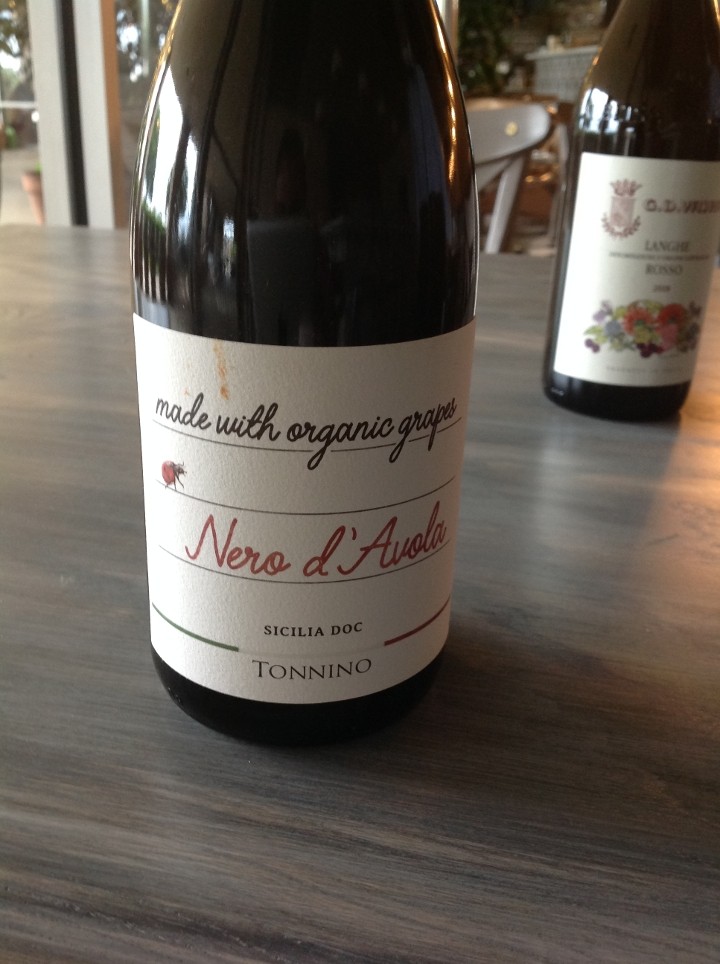 made with organic grapes
Nero d'Avola
SICILIA DOC
TONNINO
G.D.
LANGHE
ROSSO